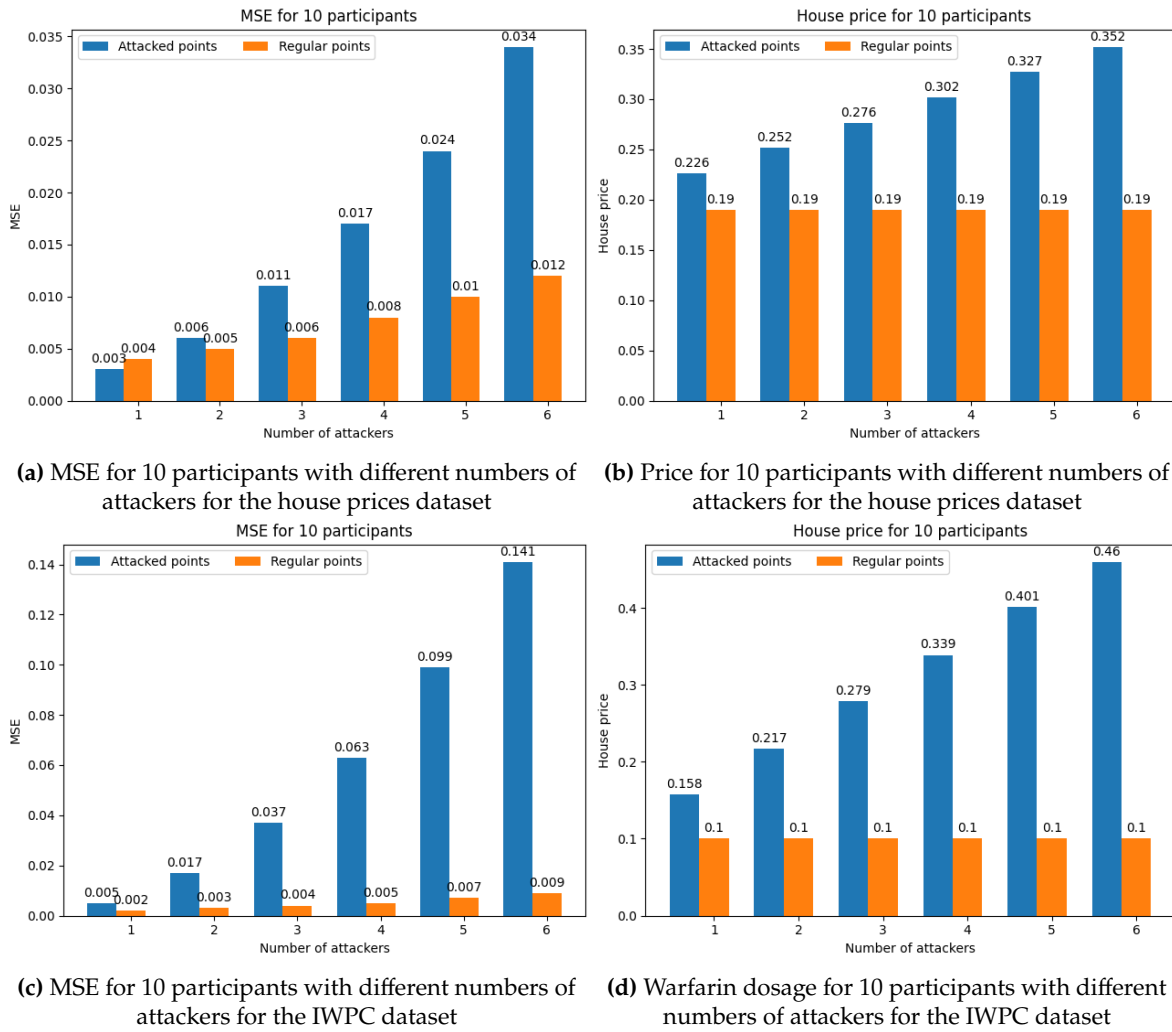 MSE for 10 participants
Attacked points
Regular points
0.035
0.030
0.025
0.020
0.015
0.010
0.005
0.000
MSE
0.003
0.004
0.006
0.005
0.011
0.006
0.017
0.008
0.024
0.01
0.034
0.012
1 2 3 4 5 6
Number of attackers
(a) MSE for 10 participants with different numbers of
attackers for the house prices dataset
House price for 10 participants
Attacked points
Regular points
0.35
0.30
0.25
0.20
0.15
0.10
0.05
0.00
House price
0.226
0.19
0.252
0.19
0.276
0.19
0.302
0.19
0.327
0.19
0.352
0.19
1 2 3 4 5 6
Number of attackers
(b) Price for 10 participants with different numbers of
attackers for the house prices dataset
MSE for 10 participants
Attacked points
Regular points
0.14
0.12
0.10
0.08
0.06
0.04
0.02
0.00
MSE
0.005
0.002
0.017
0.003
0.037
0.004
0.063
0.005
0.099
0.007
0.141
0.009
1 2 3 4 5 6
Number of attackers
(c) MSE for 10 participants with different numbers of
attackers for the IWPC dataset
House price for 10 participants
Attacked points
Regular points
0.4
0.3
0.2
0.1
0.0
House price
0.158
0.1
0.217
0.1
0.279
0.1
0.339
0.1
0.401
0.1
0.46
0.1
1 2 3 4 5 6
Number of attackers
(d) Warfarin dosage for 10 participants with different
numbers of attackers for the IWPC dataset